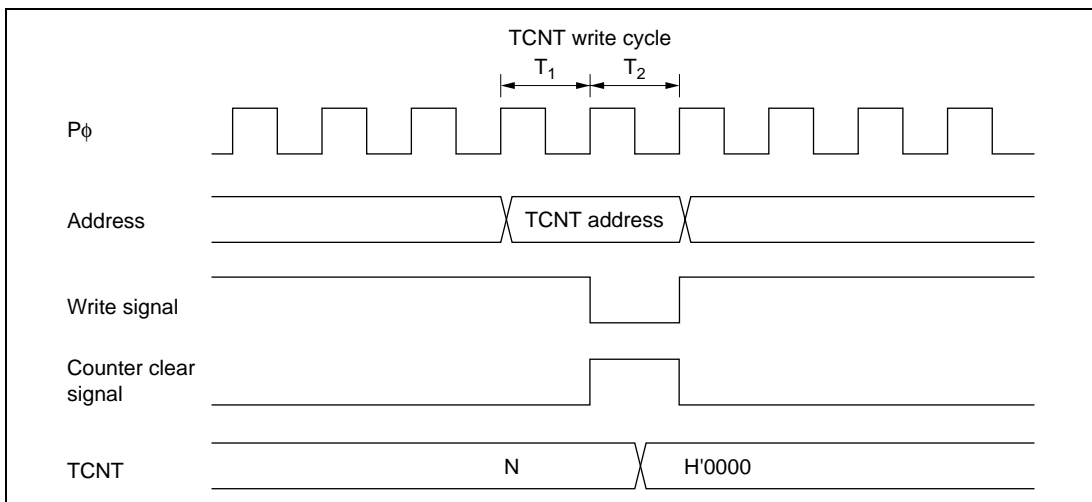 TCNT write cycle
T1 T2
Pϕ
Address
TCNT address
Write signal
Counter clear
signal
TCNT
N
H'0000